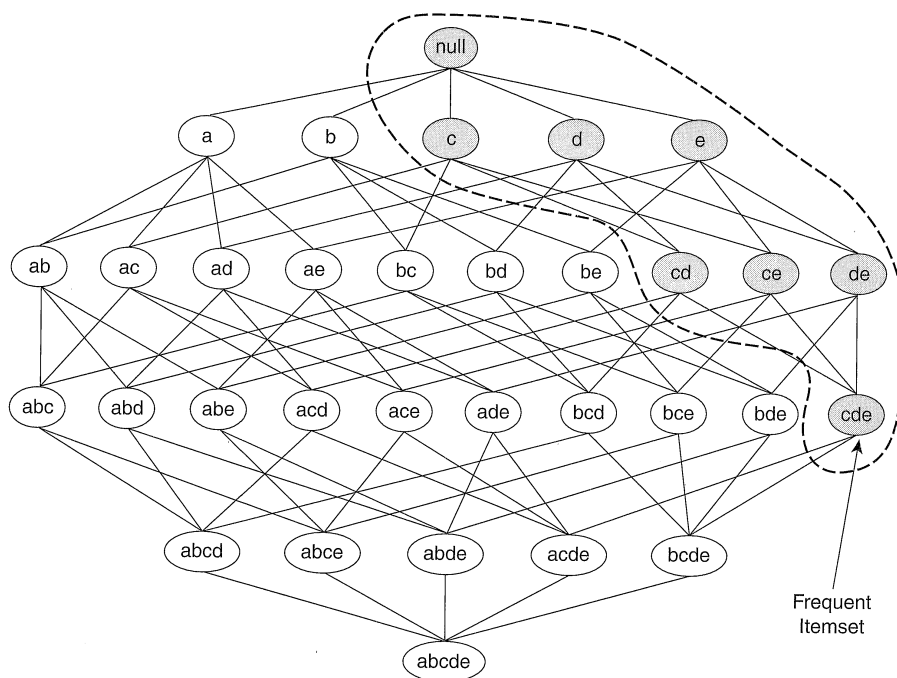 null
a b c d e
ab ac ad ae bc bd be cd ce de
abc abd abe acd ace ade bcd bce bde cde
abcd abce abde acde bcde
Frequent
Itemset
abcde